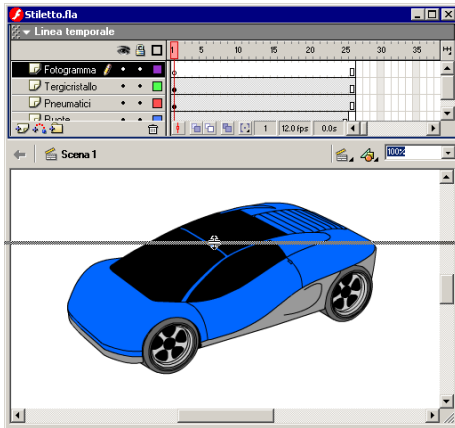 Stiletto.fla
Linea temporale
1 5 10 15 20 25 30 35
Fotogramma
Tergicristallo
Pneumatici
Ruote
1 12.0 fps 0.0s
Scena 1
100%